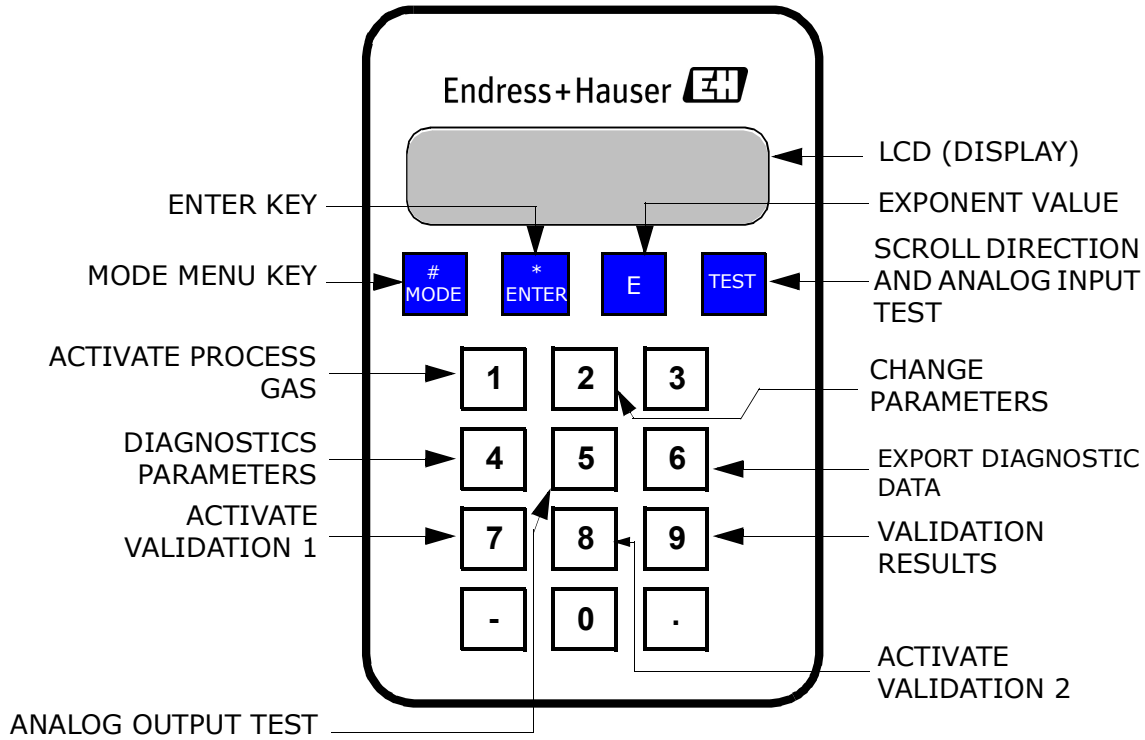 Endress+Hauser EH
LCD (DISPLAY)
ENTER KEY
EXPONENT VALUE
MODE MENU KEY
#
MODE
*
ENTER
E
TEST
SCROLL DIRECTION
AND ANALOG INPUT
TEST
ACTIVATE PROCESS
GAS
1
2
3
CHANGE
PARAMETERS
DIAGNOSTICS
PARAMETERS
4
5
6
EXPORT DIAGNOSTIC
DATA
ACTIVATE
VALIDATION 1
7
8
9
VALIDATION
RESULTS
-
0
.
ACTIVATE
VALIDATION 2
ANALOG OUTPUT TEST